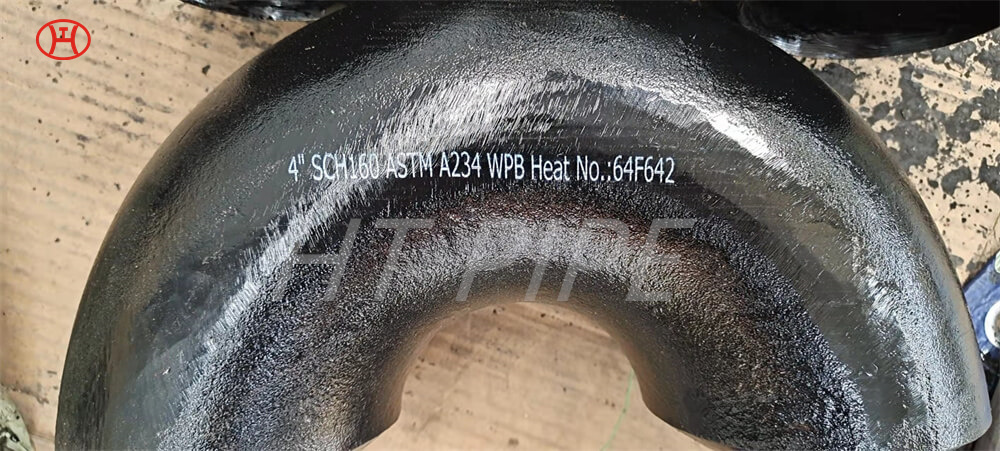 4" SCH160 ASTM A234 WPB Heat No.:64F642
HT PIPE